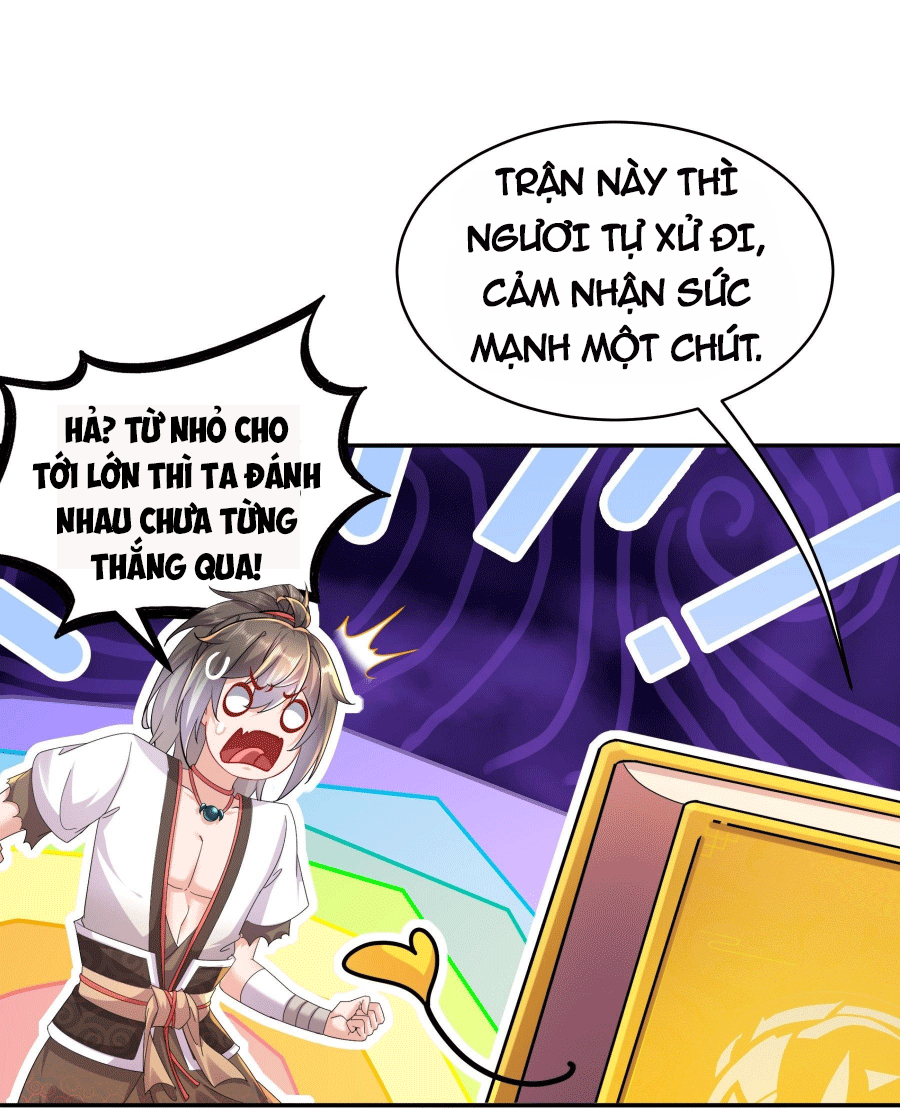 TRẬN NÀY THÌ
NGƯƠI TỰ XỬ ĐI,
CẢM NHẬN SỨC
MẠNH MỘT CHÚT.
HẢ? TỪ NHỎ CHO
TỚI LỚN THÌ TA ĐÁNH
NHAU CHƯA TỪNG
THẮNG QUA!